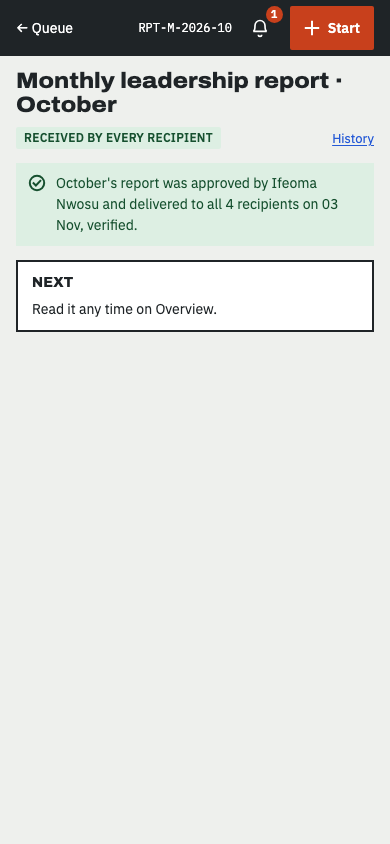 ← Queue RPT-M-2026-10 1 + Start
Monthly leadership report ·
October
RECEIVED BY EVERY RECIPIENT History
October's report was approved by Ifeoma
Nwosu and delivered to all 4 recipients on 03
Nov, verified.
NEXT
Read it any time on Overview.